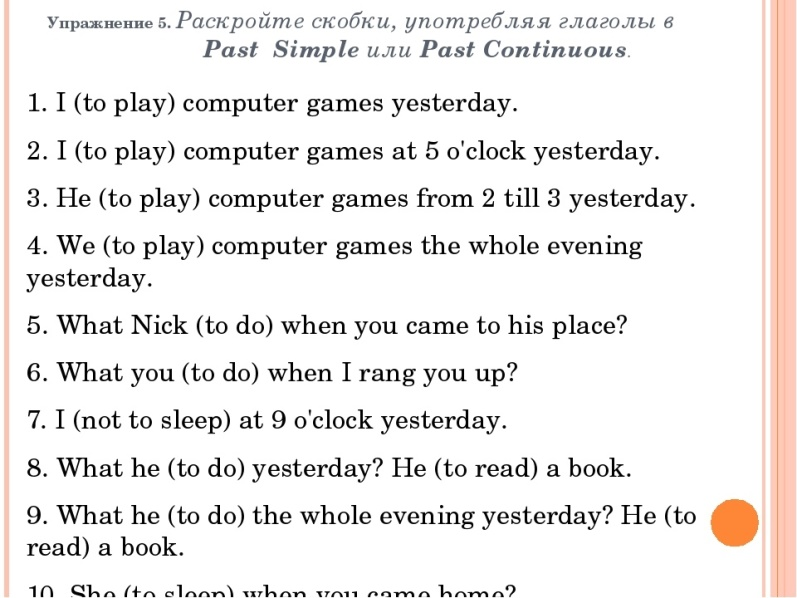 Упражнение 5. Раскройте скобки, употребляя глаголы в
Past Simple или Past Continuous.
1. I (to play) computer games yesterday.
2. I (to play) computer games at 5 o'clock yesterday.
3. He (to play) computer games from 2 till 3 yesterday.
4. We (to play) computer games the whole evening
yesterday.
5. What Nick (to do) when you came to his place?
6. What you (to do) when I rang you up?
7. I (not to sleep) at 9 o'clock yesterday.
8. What he (to do) yesterday? He (to read) a book.
9. What he (to do) the whole evening yesterday? He (to
read) a book.
10. She (to sleep) when you came home?